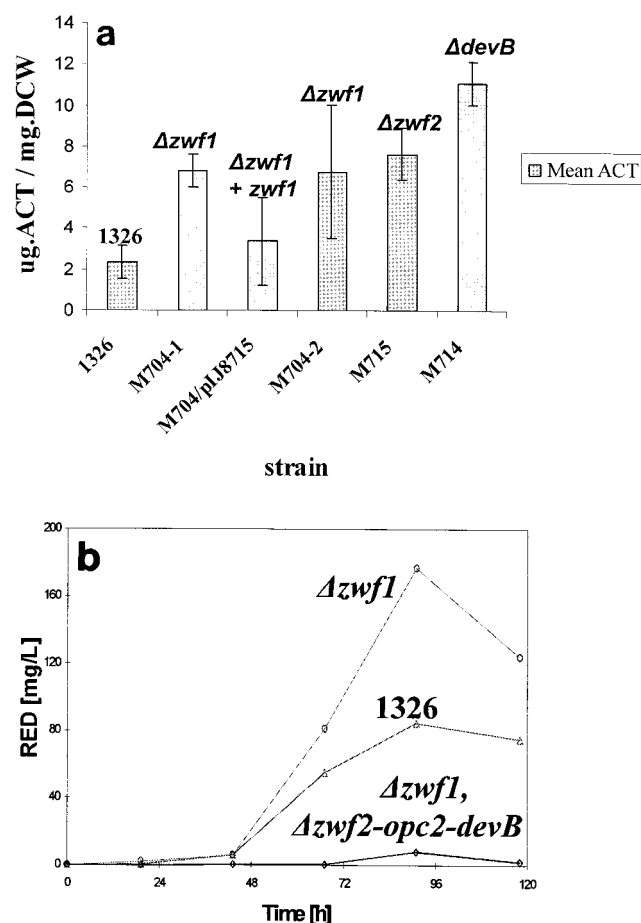 a
ug.ACT / mg.DCW
14
12
10
8
6
4
2
0
1326
Δzwf1
Δzwf1
+ zwf1
Δzwf1
Δzwf2
ΔdevB
Mean ACT
1326
M704-1
M704/pIJ8715
M704-2
M715
M714
strain
b
RED [mg/L]
200
160
120
80
40
0
Δzwf1
1326
Δzwf1,
Δzwf2-opc2-devB
0
24
48
72
96
120
Time [h]